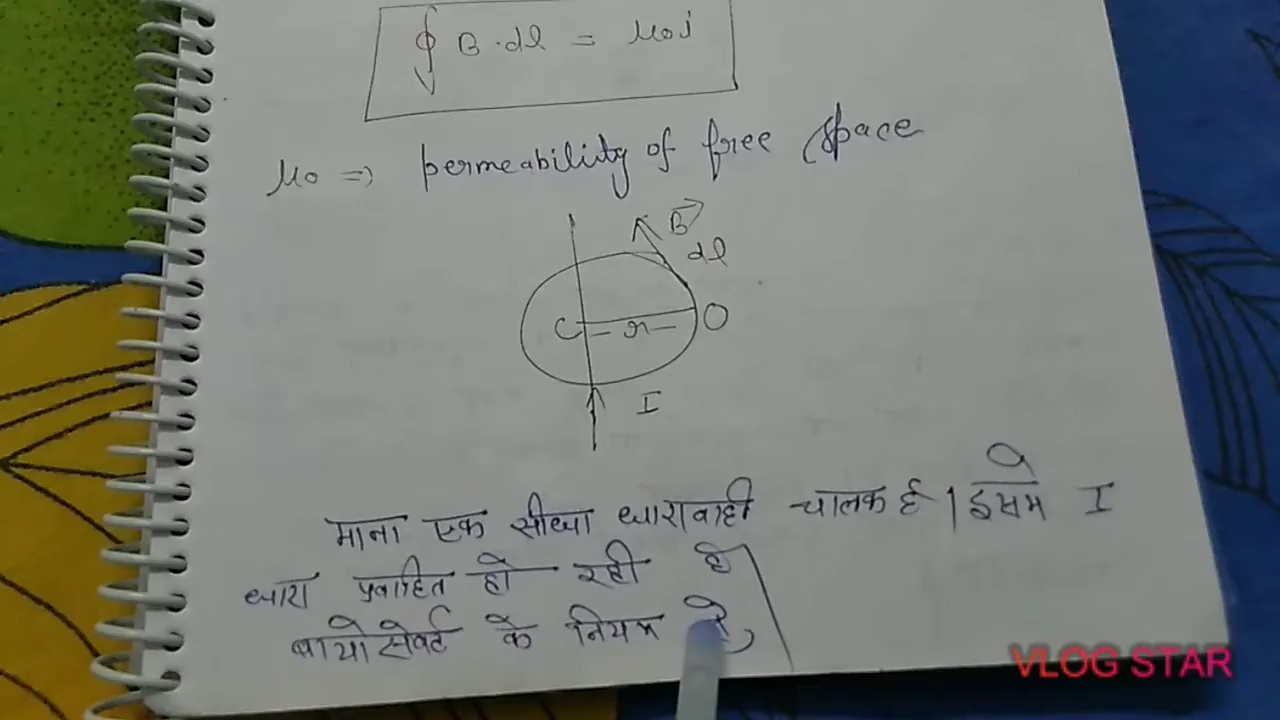 ∮ B·dl = μ₀i
μ₀ => permeability of free space
B⃗
dl
C – r – O
I
माना एक सीधा धारावाही चालक है। इसमे I
धारा प्रवाहित हो रही है
बायोसेवर्ट के नियम से,
VLOG STAR